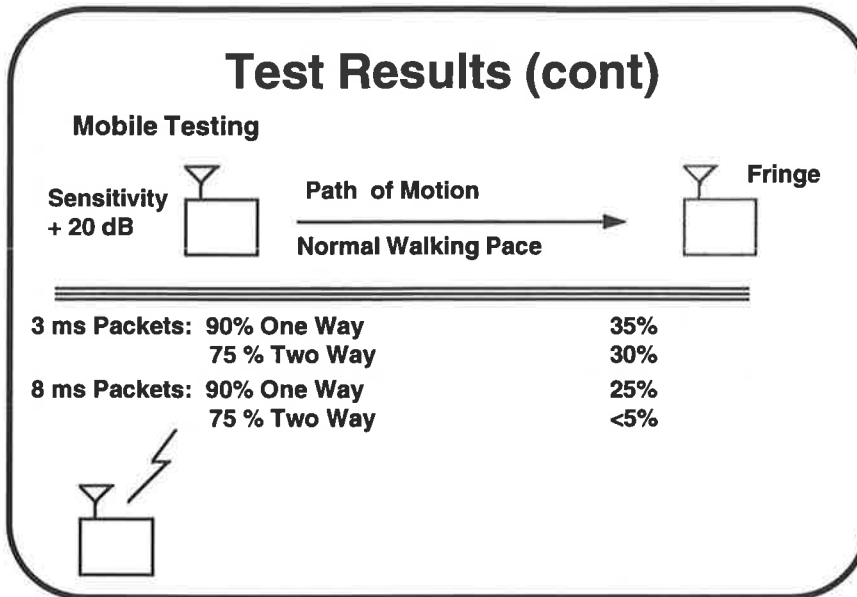 Test Results (cont)
Mobile Testing
Sensitivity
+ 20 dB
Path of Motion
Normal Walking Pace
Fringe
3 ms Packets: 90% One Way 35%
75 % Two Way 30%
8 ms Packets: 90% One Way 25%
75 % Two Way <5%